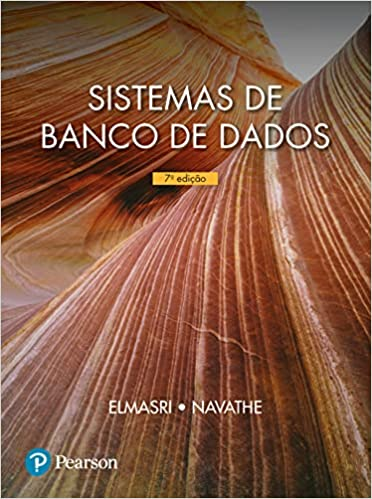 SISTEMAS DE
BANCO DE DADOS
7ª edição
ELMASRI • NAVATHE
P Pearson